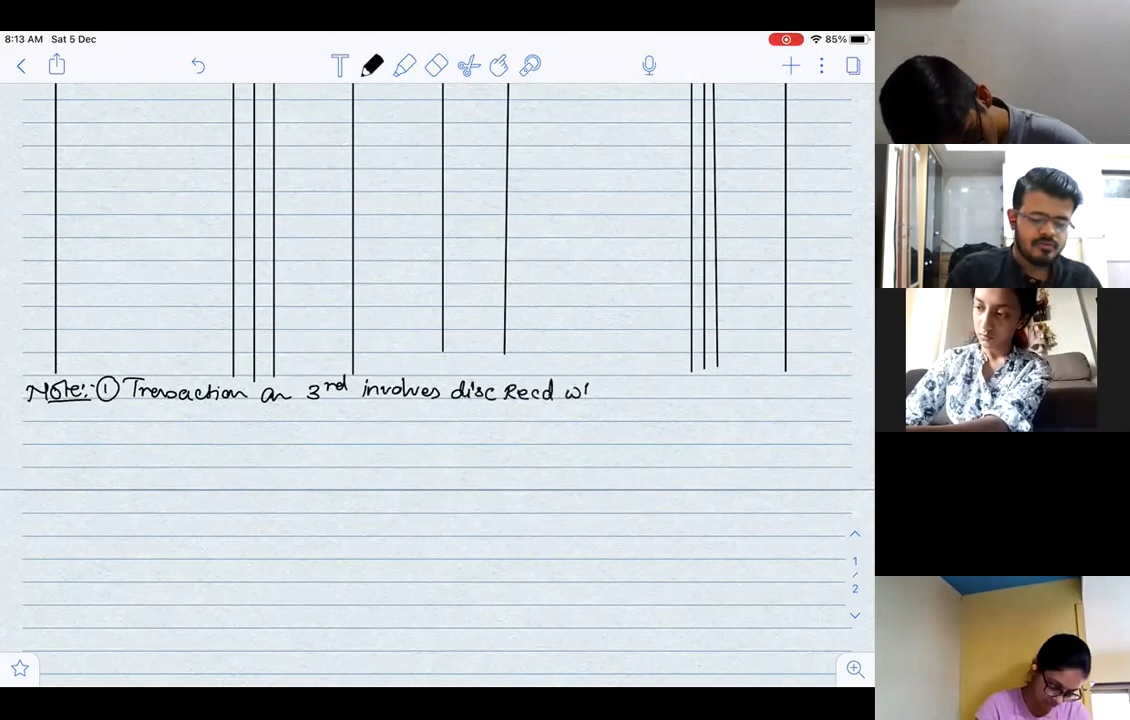 8:13 AM Sat 5 Dec
85%
T
Note:- ① Transaction on 3rd involves disc Recd
1
/
2